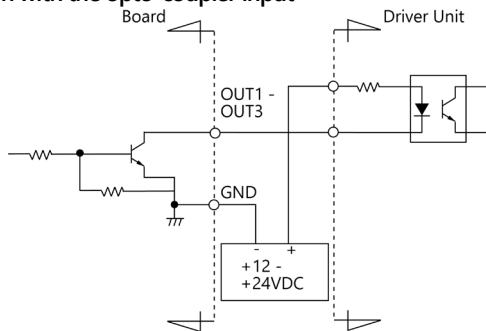 with the opto-coupler input
Board
Driver Unit
OUT1 -
OUT3
GND
- +
+12 -
+24VDC